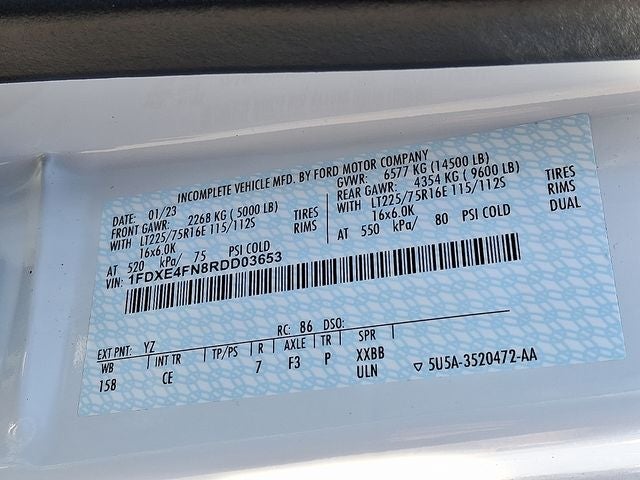 INCOMPLETE VEHICLE MFD. BY FORD MOTOR COMPANY
DATE: 01/23 GVWR: 6577 KG (14500 LB)
FRONT GAWR: 2268 KG (5000 LB) REAR GAWR: 4354 KG ( 9600 LB)
WITH LT225/75R16E 115/112S TIRES WITH LT225/75R16E 115/112S TIRES
16x6.0K RIMS 16x6.0K RIMS
AT 520 kPa/ 75 PSI COLD AT 550 kPa/ 80 PSI COLD DUAL
VIN: 1FDXE4FN8RDD03653
EXT PNT: YZ RC: 86 DSO:
WB INT TR TP/PS R AXLE TR SPR
158 CE 7 F3 P XXBB
ULN ▽ 5U5A-3520472-AA